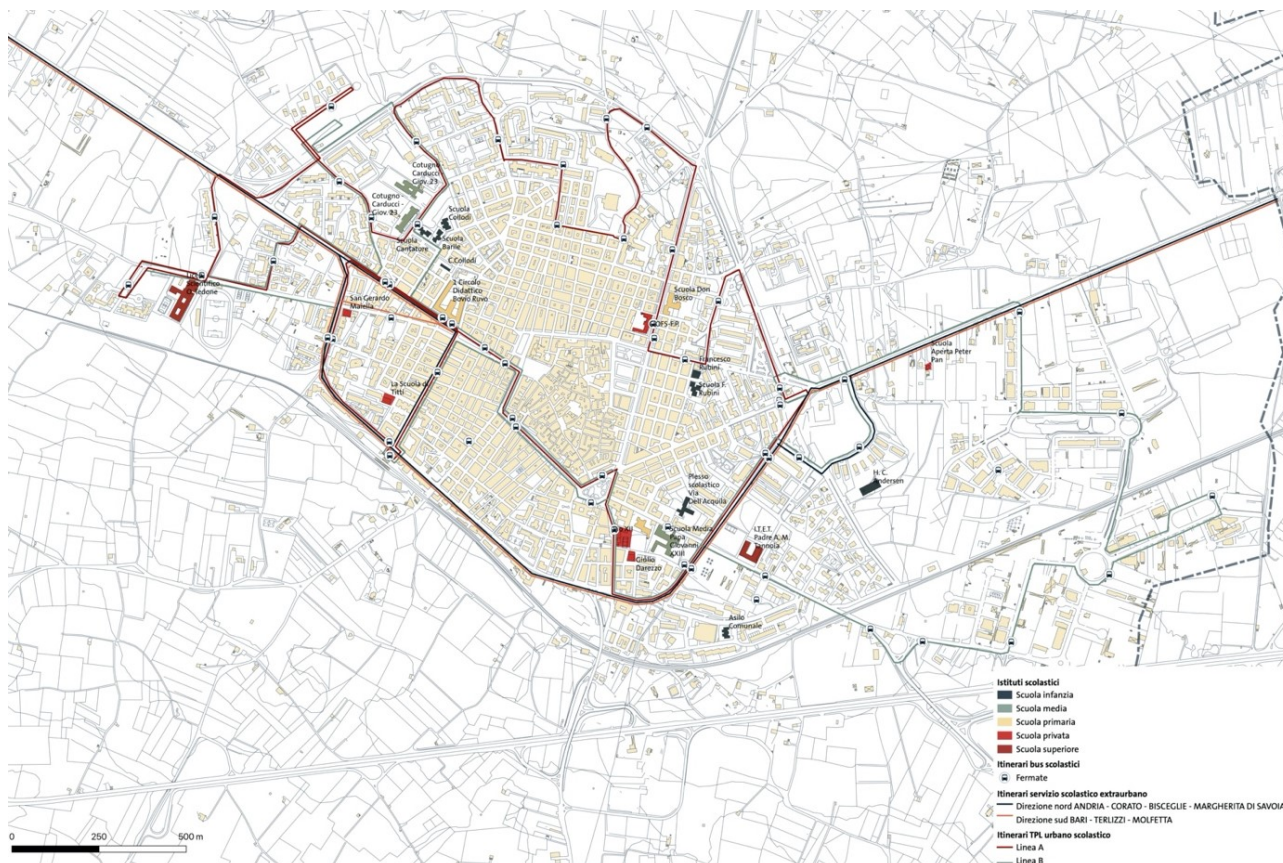 Cotugno
Carducci
Giov. 23
Cotugno
Carducci -
Giov. 23
Scuola
Collodi
Scuola
Barile
Scuola
Cantatore
C.Collodi
2 Circolo
Didattico
Bovio Ruvo
San Gerardo
Maiella
La Scuola di
Titti
Scuola Don
Bosco
Francesco
Rubini
Scuola F.
Rubini
Scuola
Aperta Peter
Pan
H. C.
Andersen
Plesso
scolastico
Via
Dell'Acquila
Scuola Media
Papa
Giovanni
XXIII
I.T.E.T.
Padre A. M.
Tannoia
Giulio
Darezzo
Asilo
Comunale
Istituti scolastici
Scuola infanzia
Scuola media
Scuola primaria
Scuola privata
Scuola superiore
Itinerari bus scolastici
Fermate
Itinerari servizio scolastico extraurbano
Direzione nord ANDRIA - CORATO - BISCEGLIE - MARGHERITA DI SAVOIA
Direzione sud BARI - TERLIZZI - MOLFETTA
Itinerari TPL urbano scolastico
Linea A
Linea B
0 250 500 m